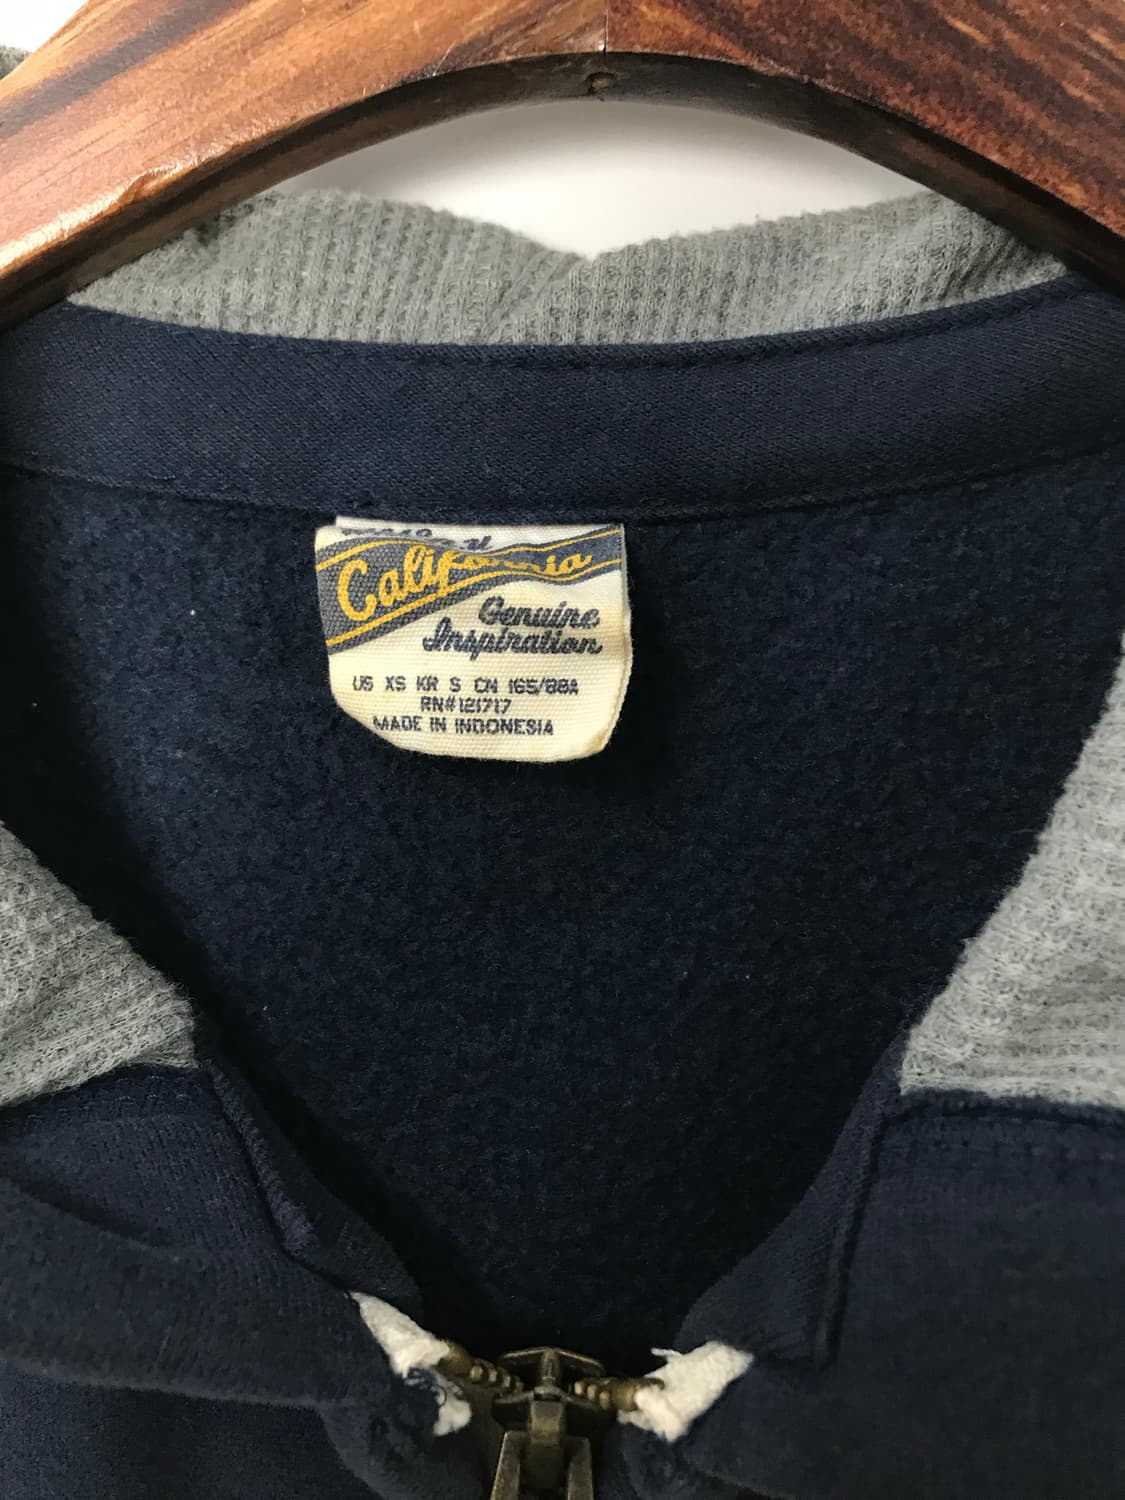 California
Genuine
Inspiration
US XS KR S CN 165/88A
RN#121717
MADE IN INDONESIA